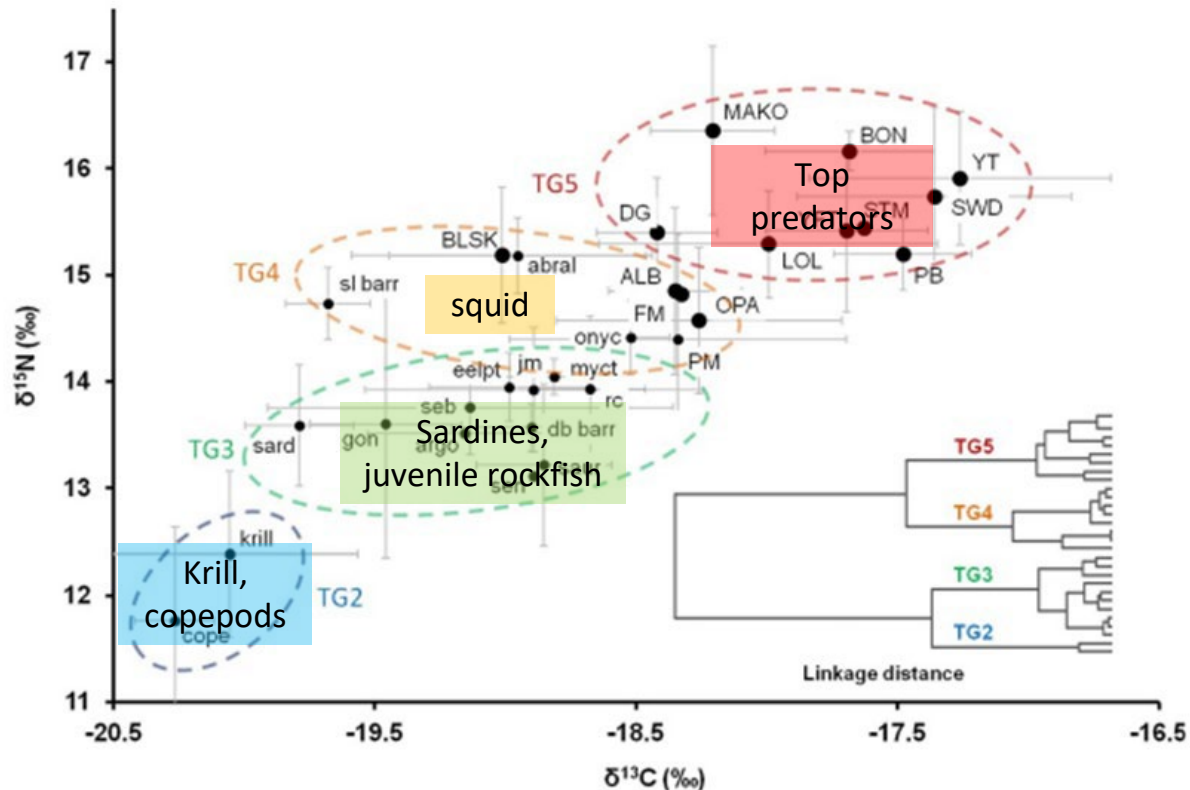 17
16
15
14
13
12
11
δ15N (‰)
-20.5
-19.5
-18.5
-17.5
-16.5
δ13C (‰)
MAKO
BON
YT
TG5
Top
predators
STM
SWD
DG
LOL
PB
BLSK
abral
TG4
sl barr
squid
ALB
FM
OPA
onyc
PM
eelpt
jm
myct
rc
seb
TG3
sard
gon
argo
db barr
Sardines,
juvenile rockfish
saur
krill
Krill,
copepods
TG2
cope
TG5
TG4
TG3
TG2
Linkage distance